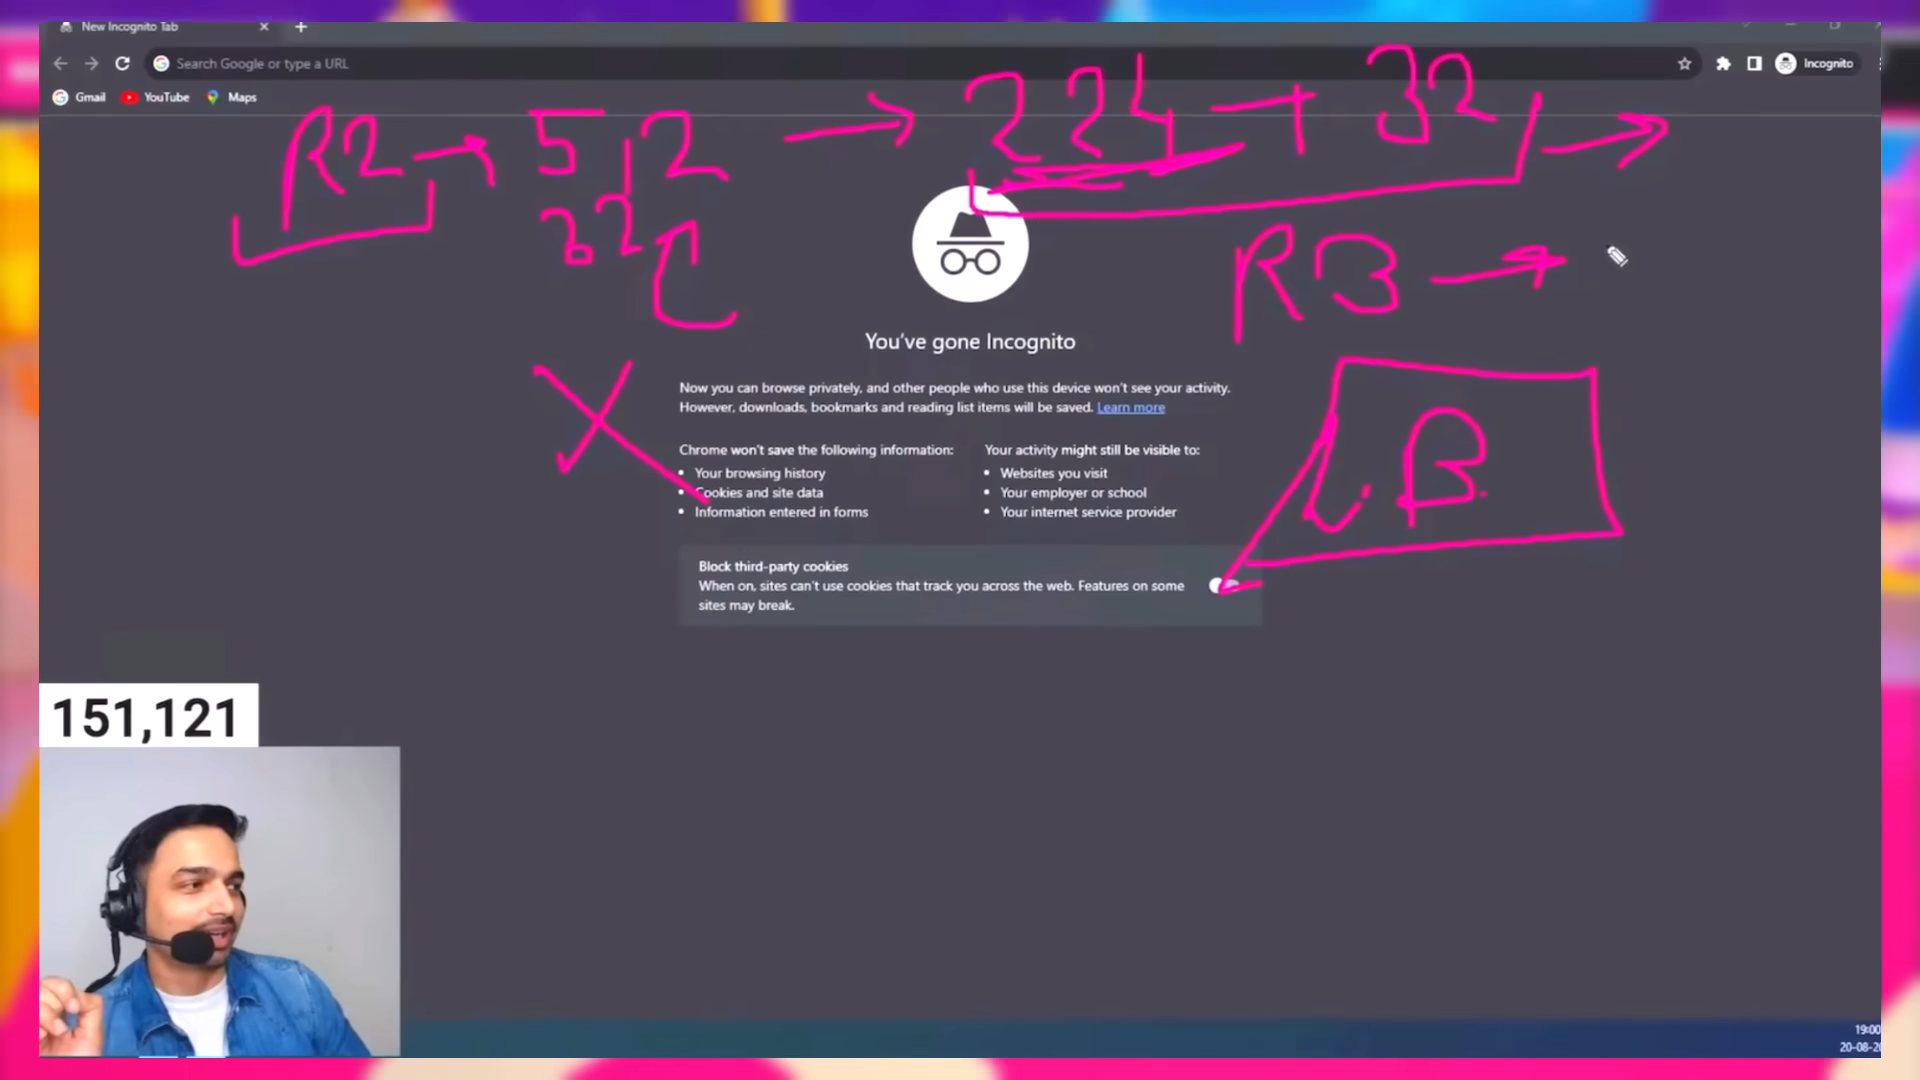 New Incognito Tab
Search Google or type a URL
Incognito
Gmail YouTube Maps
R2 → 512 → 224 + 32 →
32
R3 →
You've gone Incognito
Now you can browse privately, and other people who use this device won't see your activity.
However, downloads, bookmarks and reading list items will be saved. Learn more
Chrome won't save the following information:
• Your browsing history
• Cookies and site data
• Information entered in forms
Your activity might still be visible to:
• Websites you visit
• Your employer or school
• Your internet service provider
B
Block third-party cookies
When on, sites can't use cookies that track you across the web. Features on some
sites may break.
151,121
19:00
20-08-20